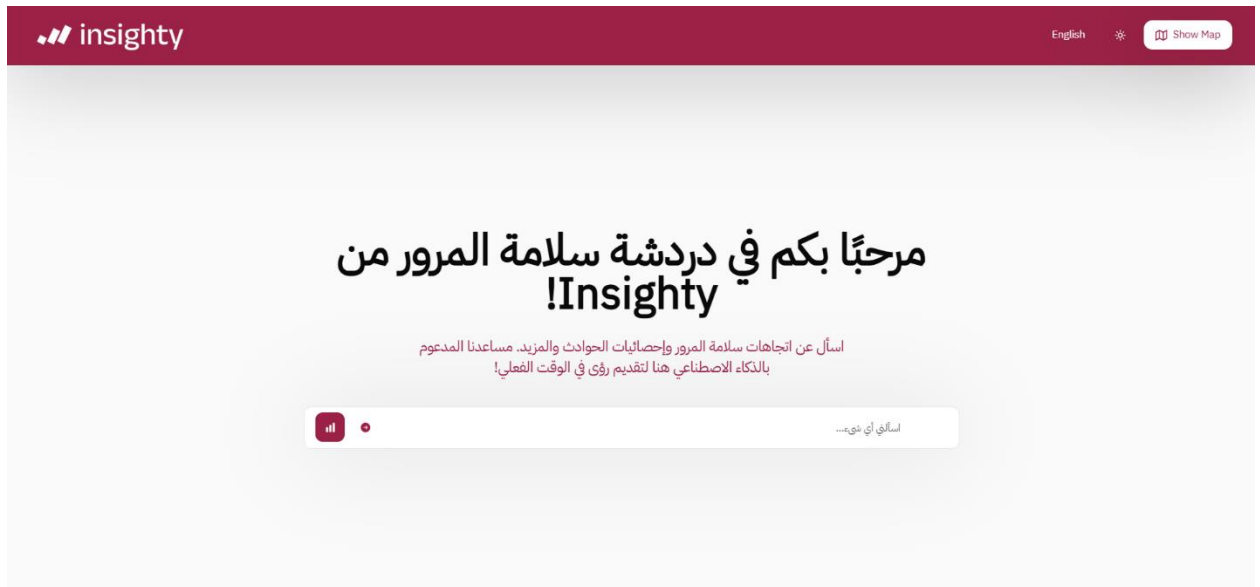 insighty
English
Show Map
مرحبًا بكم في دردشة سلامة المرور من
Insighty!
اسأل عن اتجاهات سلامة المرور وإحصائيات الحوادث والمزيد. مساعدنا المدعوم
بالذكاء الاصطناعي هنا لتقديم رؤى في الوقت الفعلي!
اسألني أي شيء...